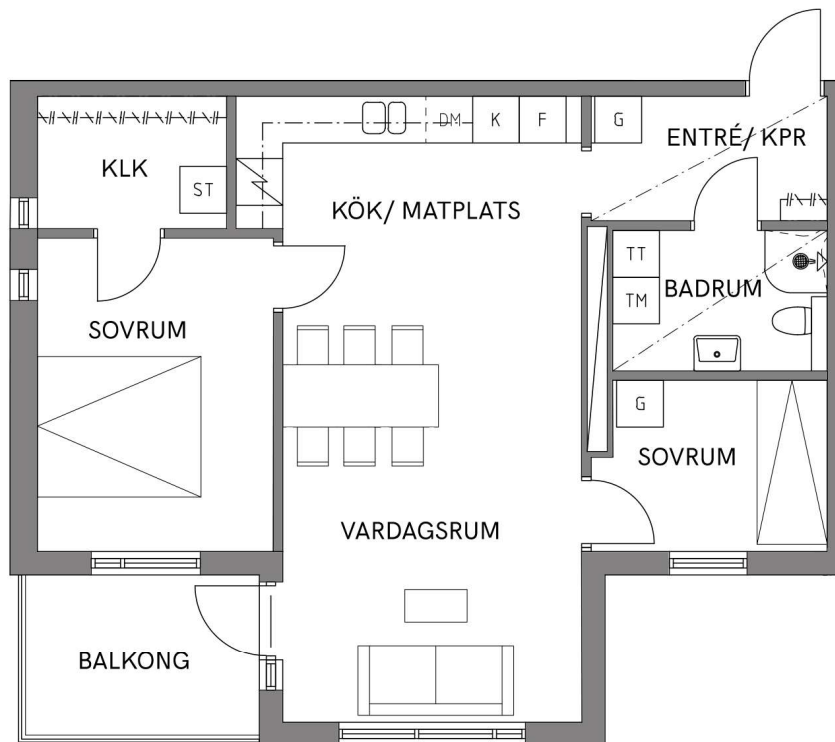 DM K F G
ENTRÉ/ KPR
KLK
ST
KÖK/ MATPLATS
TT
TM
BADRUM
SOVRUM
G
SOVRUM
VARDAGSRUM
BALKONG